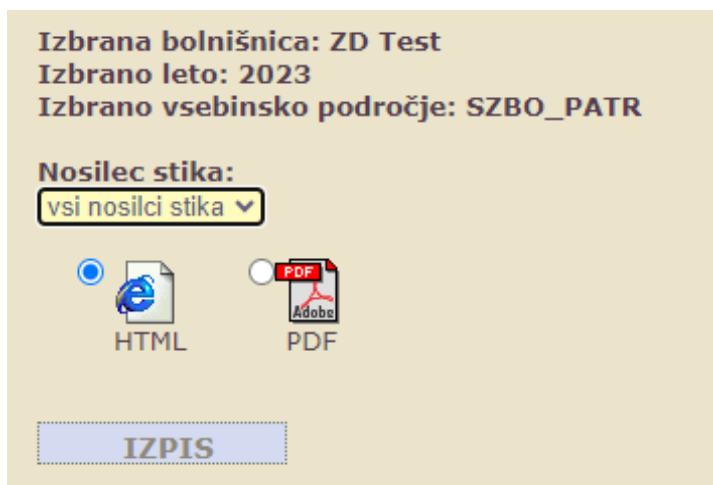 Izbrana bolnišnica: ZD Test
Izbrano leto: 2023
Izbrano vsebinsko področje: SZBO_PATR
Nosilec stika:
vsi nosilci stika
PDF
Adobe
HTML PDF
IZPIS